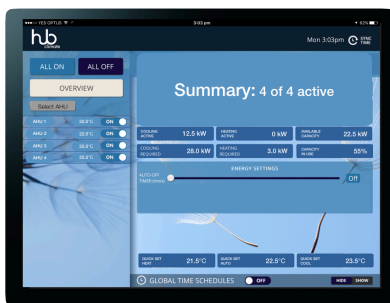 YES OPTUS
3:03 pm
62%
hub
climate
Mon 3:03pm
SYNC TIME
ALL ON
ALL OFF
OVERVIEW
Select AHU
AHU 1 ON
AHU 2 ON
AHU 3 ON
AHU 4 ON
Summary: 4 of 4 active
COOLING ACTIVE 12.5 kW
HEATING ACTIVE 0 kW
AVAILABLE CAPACITY 22.5 kW
COOLING REQUIRED 28.0 kW
HEATING REQUIRED 3.0 kW
CAPACITY IN USE 55%
ENERGY SETTINGS
AUTO-OFF TIMER (mins)
Off
QUICK SET HEAT 21.5°C
QUICK SET AUTO 22.5°C
QUICK SET COOL 23.5°C
GLOBAL TIME SCHEDULES
OFF
HIDE SHOW